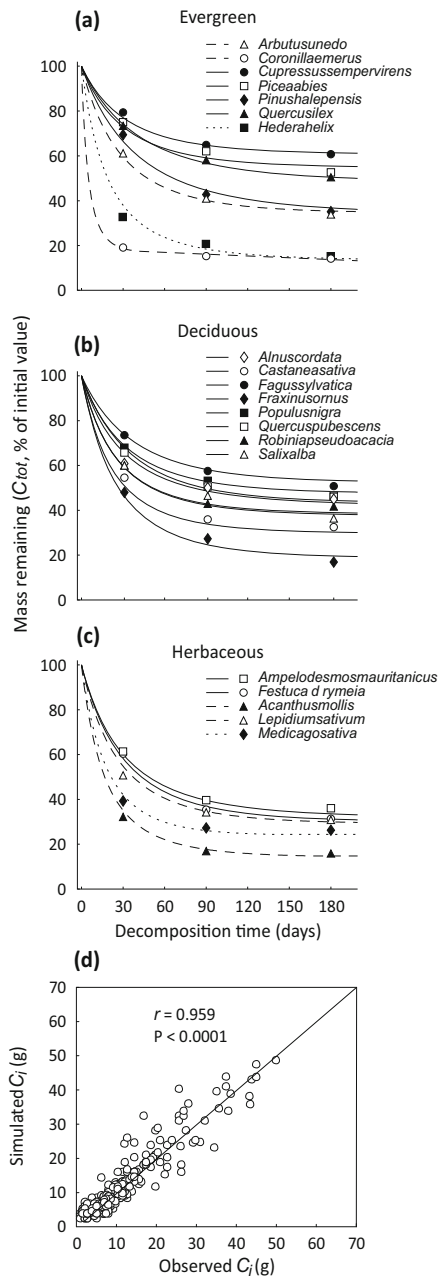 (a) Evergreen
Arbutusunedo
Coronillaemerus
Cupressussempervirens
Piceaabies
Pinushalepensis
Quercusilex
Hederahelix
100
80
60
40
20
0
(b) Deciduous
Alnuscordata
Castaneasativa
Fagussylvatica
Fraxinusornus
Populusnigra
Quercuspubescens
Robiniapseudoacacia
Salixalba
100
80
60
40
20
0
Mass remaining (Ctot, % of initial value)
(c) Herbaceous
Ampelodesmosmauritanicus
Festuca d rymeia
Acanthusmollis
Lepidiumsativum
Medicagosativa
100
80
60
40
20
0
0 30 60 90 120 150 180
Decomposition time (days)
(d)
r = 0.959
P < 0.0001
70
60
50
40
30
20
10
0
Simulated Ci (g)
0 10 20 30 40 50 60 70
Observed Ci (g)